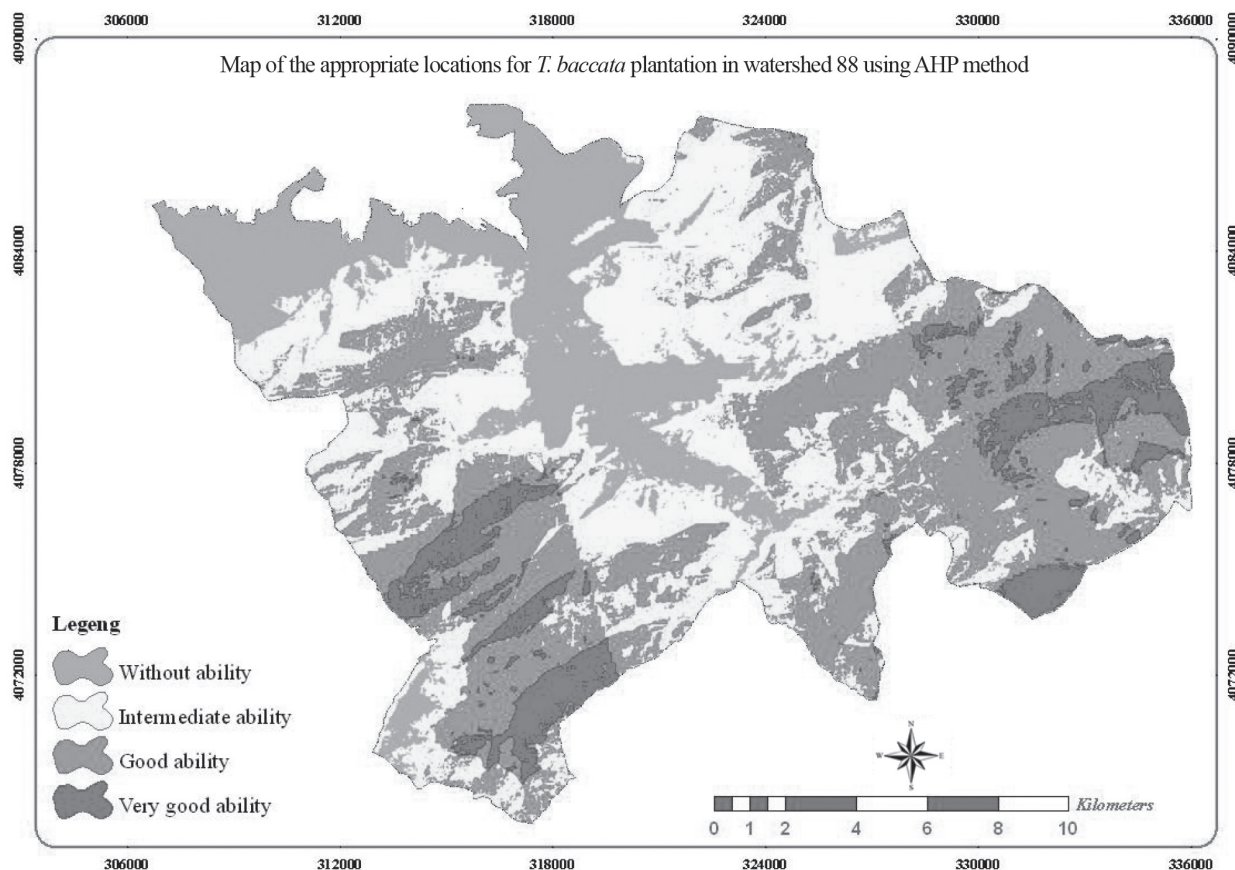 306000 312000 318000 324000 330000 336000
4090000 4090000
Map of the appropriate locations for T. baccata plantation in watershed 88 using AHP method
4084000 4084000
4078000 4078000
4072000 4072000
Legeng
Without ability
Intermediate ability
Good ability
Very good ability
N
W E
S
Kilometers
0 1 2 4 6 8 10
306000 312000 318000 324000 330000 336000